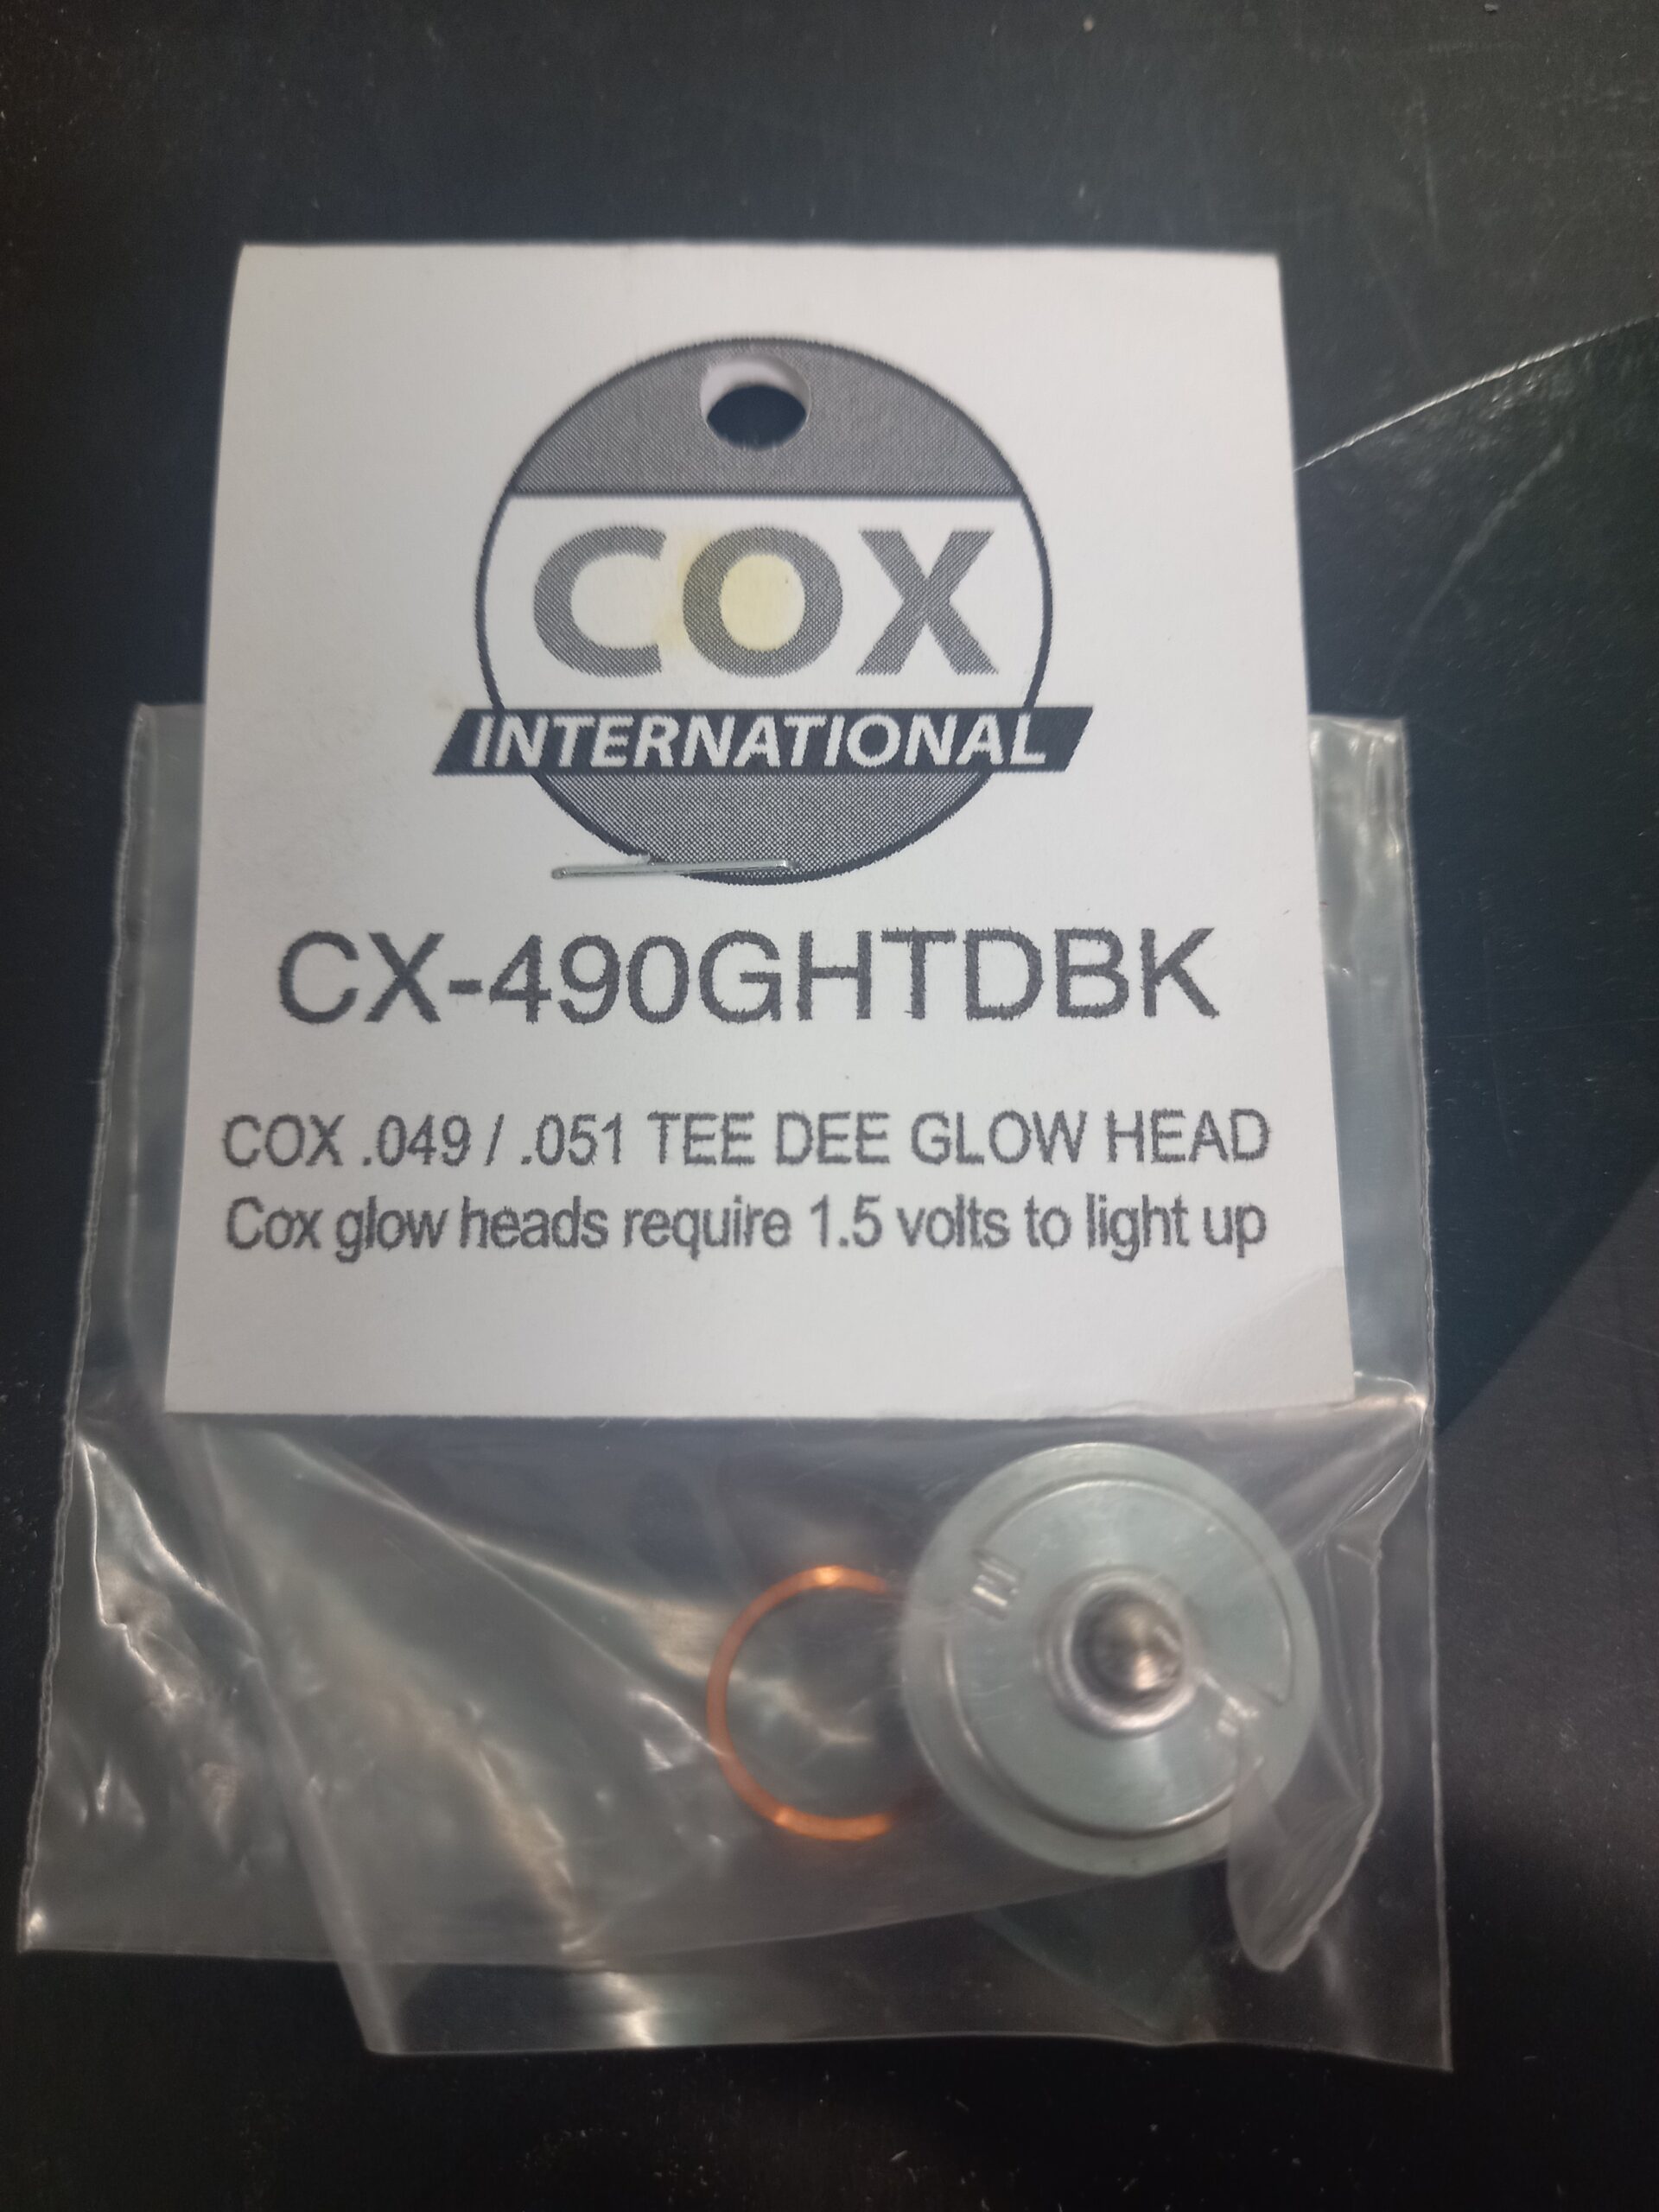 COX
INTERNATIONAL
CX-490GHTDBK
COX .049 / .051 TEE DEE GLOW HEAD
Cox glow heads require 1.5 volts to light up